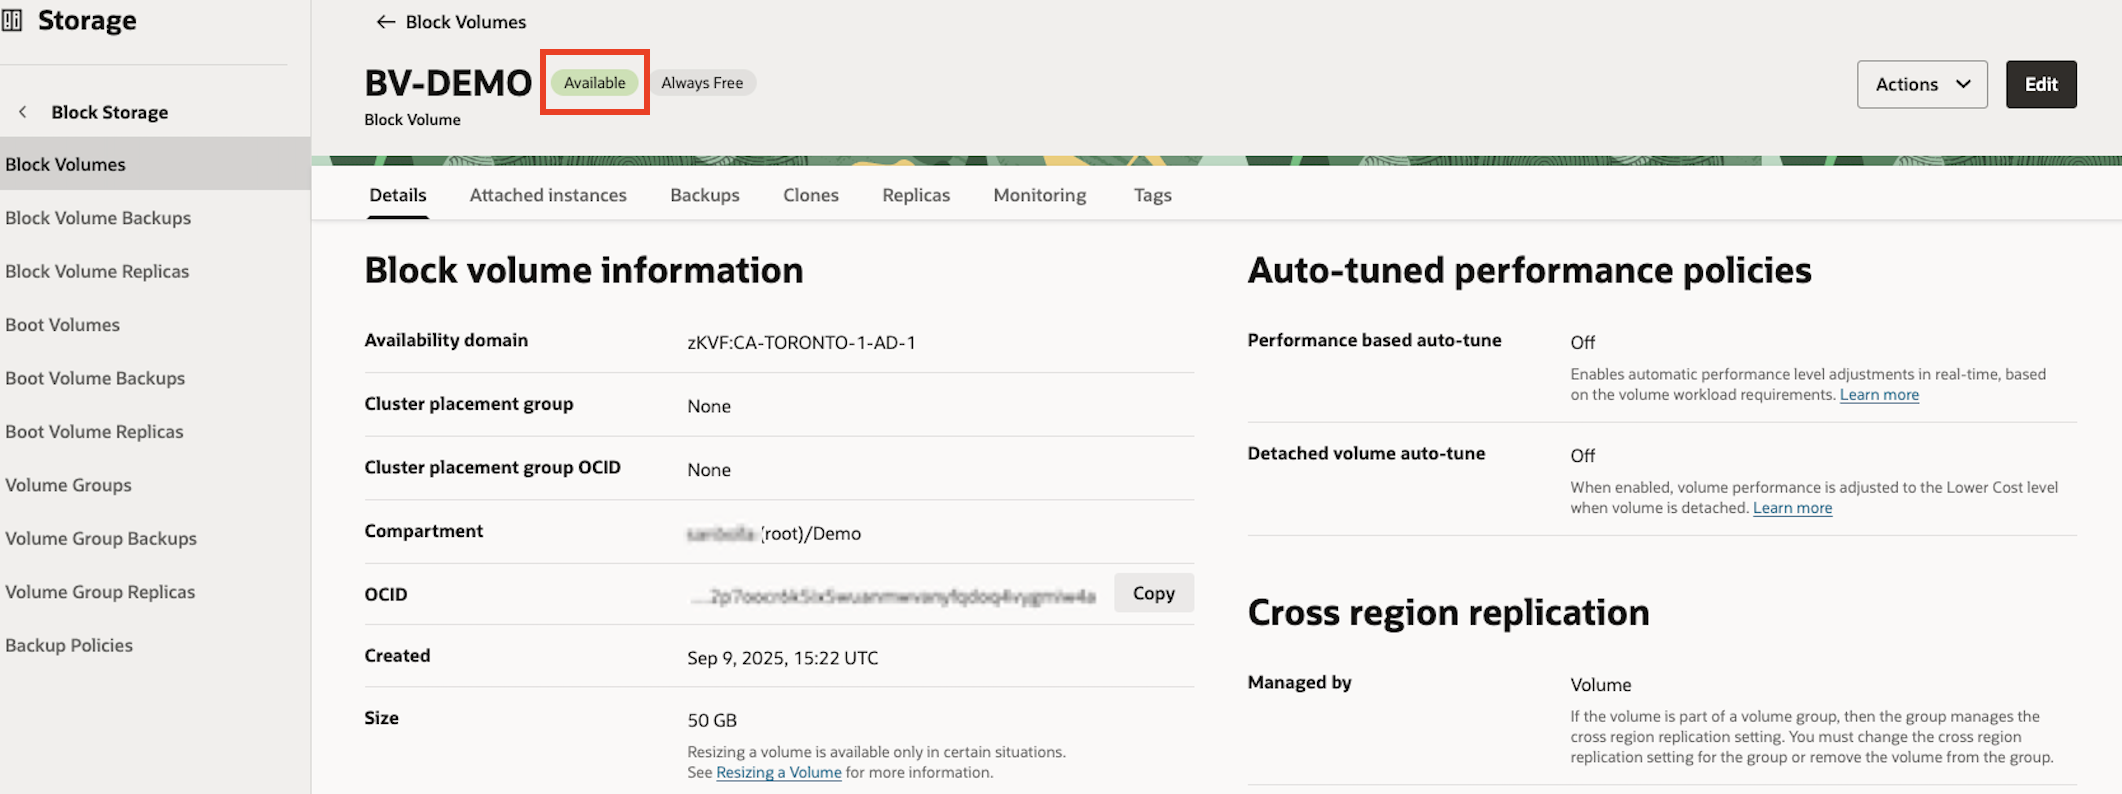 Storage
Block Storage
Block Volumes
Block Volume Backups
Block Volume Replicas
Boot Volumes
Boot Volume Backups
Boot Volume Replicas
Volume Groups
Volume Group Backups
Volume Group Replicas
Backup Policies
Block Volumes
BV-DEMO Available Always Free
Block Volume
Actions Edit
Details Attached instances Backups Clones Replicas Monitoring Tags
Block volume information
Availability domain zKVF:CA-TORONTO-1-AD-1
Cluster placement group None
Cluster placement group OCID None
Compartment (root)/Demo
OCID Copy
Created Sep 9, 2025, 15:22 UTC
Size 50 GB
Resizing a volume is available only in certain situations.
See Resizing a Volume for more information.
Auto-tuned performance policies
Performance based auto-tune Off
Enables automatic performance level adjustments in real-time, based
on the volume workload requirements. Learn more
Detached volume auto-tune Off
When enabled, volume performance is adjusted to the Lower Cost level
when volume is detached. Learn more
Cross region replication
Managed by Volume
If the volume is part of a volume group, then the group manages the
cross region replication setting. You must change the cross region
replication setting for the group or remove the volume from the group.